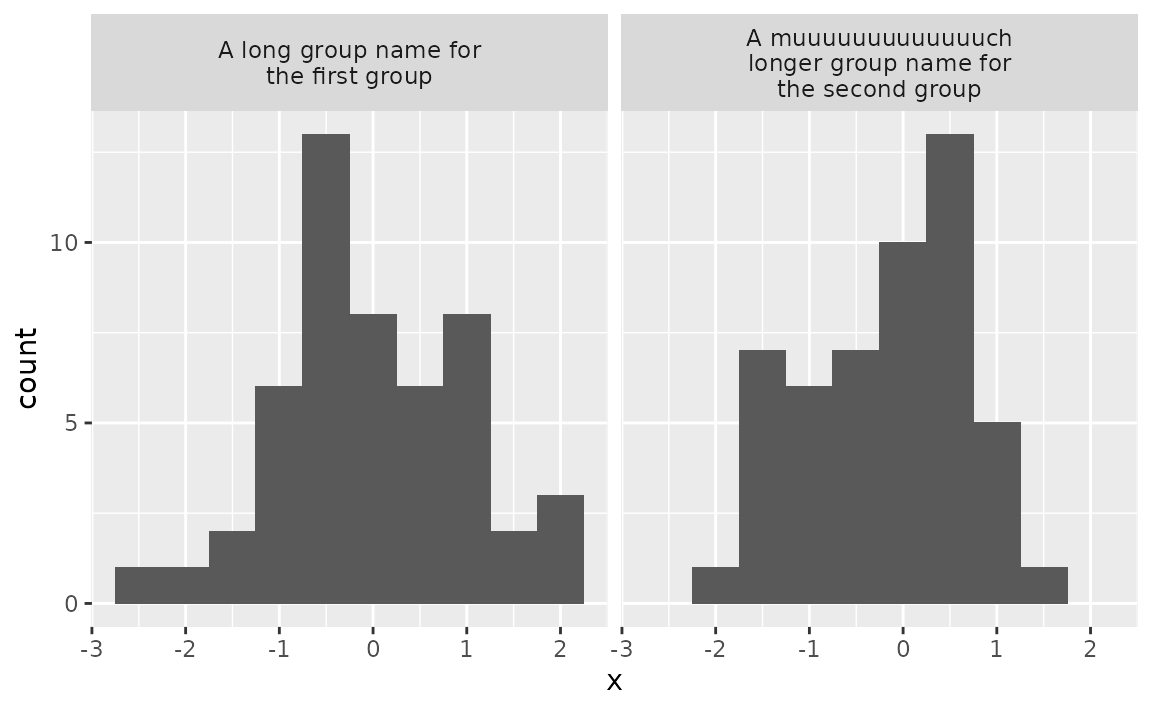 A long group name for
the first group
A muuuuuuuuuuuuuch
longer group name for
the second group
count
10
5
0
-3 -2 -1 0 1 2
-3 -2 -1 0 1 2
x